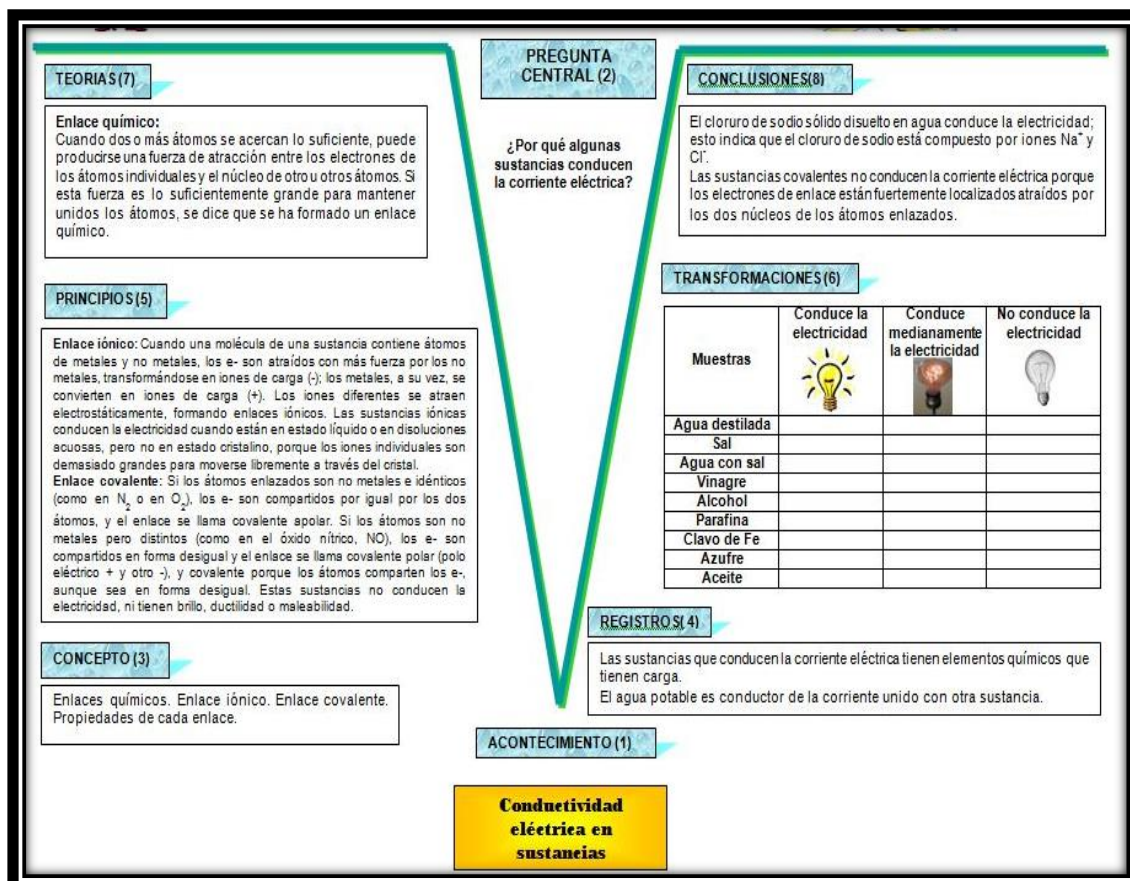 TEORIAS(7)
Enlace químico:
Cuando dos o más átomos se acercan lo suficiente, puede
producirse una fuerza de atracción entre los electrones de
los átomos individuales y el núcleo de otro u otros átomos. Si
esta fuerza es lo suficientemente grande para mantener
unidos los átomos, se dice que se ha formado un enlace
químico.
PRINCIPIOS(5)
Enlace iónico: Cuando una molécula de una sustancia contiene átomos
de metales y no metales, los e- son atraídos con más fuerza por los no
metales, transformándose en iones de carga (-); los metales, a su vez, se
convierten en iones de carga (+). Los iones diferentes se atraen
electrostáticamente, formando enlaces iónicos. Las sustancias iónicas
conducen la electricidad cuando están en estado líquido o en disoluciones
acuosas, pero no en estado cristalino, porque los iones individuales son
demasiado grandes para moverse libremente a través del cristal.
Enlace covalente: Si los átomos enlazados son no metales e idénticos
(como en N₂ o en O₂), los e- son compartidos por igual por los dos
átomos, y el enlace se llama covalente apolar. Si los átomos son no
metales pero distintos (como en el óxido nítrico, NO), los e- son
compartidos en forma desigual y el enlace se llama covalente polar (polo
eléctrico + y otro -), y covalente porque los átomos comparten los e-,
aunque sea en forma desigual. Estas sustancias no conducen la
electricidad, ni tienen brillo, ductilidad o maleabilidad.
CONCEPTO (3)
Enlaces químicos. Enlace iónico. Enlace covalente.
Propiedades de cada enlace.
PREGUNTA
CENTRAL (2)
¿Por qué algunas
sustancias conducen
la corriente eléctrica?
CONCLUSIONES(8)
El cloruro de sodio sólido disuelto en agua conduce la electricidad;
esto indica que el cloruro de sodio está compuesto por iones Na⁺ y
Cl⁻.
Las sustancias covalentes no conducen la corriente eléctrica porque
los electrones de enlace están fuertemente localizados atraídos por
los dos núcleos de los átomos enlazados.
TRANSFORMACIONES (6)
Muestras
Conduce la
electricidad
Conduce
medianamente
la electricidad
No conduce la
electricidad
Agua destilada
Sal
Agua con sal
Vinagre
Alcohol
Parafina
Clavo de Fe
Azufre
Aceite
REGISTROS(4)
Las sustancias que conducen la corriente eléctrica tienen elementos químicos que
tienen carga.
El agua potable es conductor de la corriente unido con otra sustancia.
ACONTECIMIENTO (1)
Conductividad
eléctrica en
sustancias